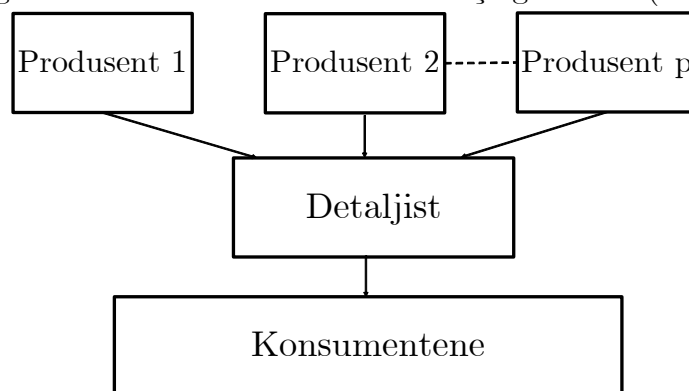 Produsent 1
Produsent 2
Produsent p
Detaljist
Konsumentene